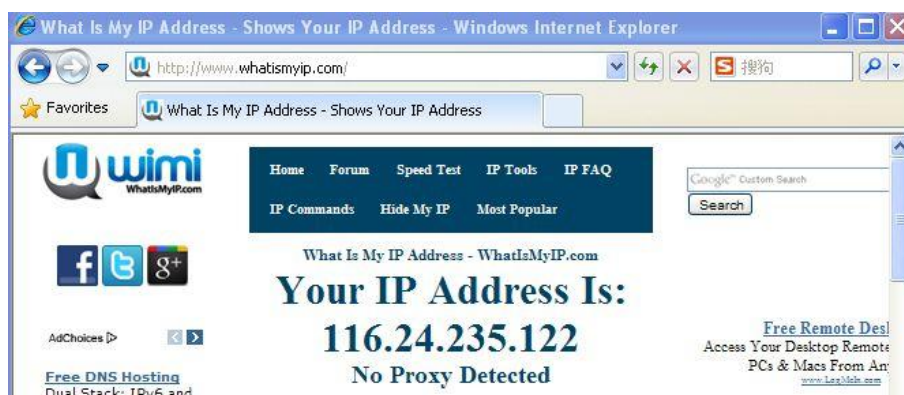 What Is My IP Address - Shows Your IP Address - Windows Internet Explorer
http://www.whatismyip.com/
搜狗
Favorites
What Is My IP Address - Shows Your IP Address
wimi
WhatIsMyIP.com
Home Forum Speed Test IP Tools IP FAQ
IP Commands Hide My IP Most Popular
Google™ Custom Search
Search
What Is My IP Address - WhatIsMyIP.com
Your IP Address Is:
116.24.235.122
No Proxy Detected
AdChoices
Free DNS Hosting
Dual Stack: IPv6 and
Free Remote Des
Access Your Desktop Remote
PCs & Macs From An
www.LogMeIn.com